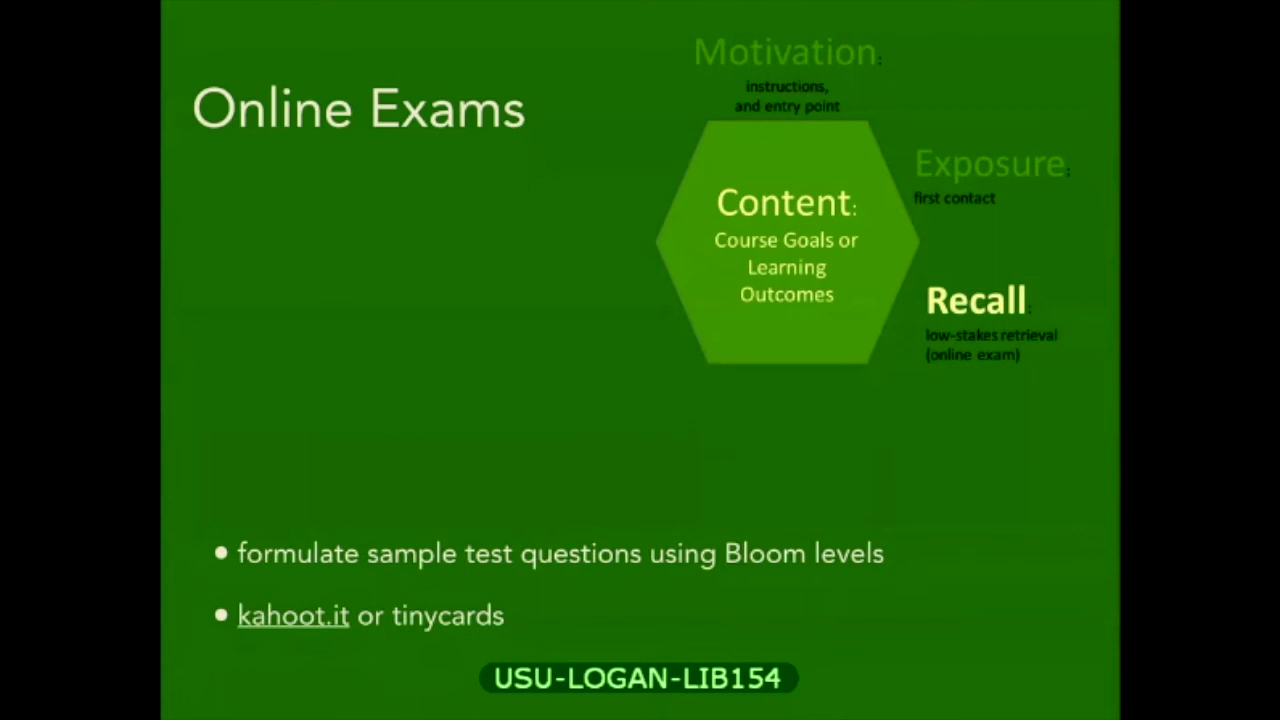 Online Exams
Motivation:
instructions,
and entry point
Exposure:
first contact
Content:
Course Goals or
Learning
Outcomes
Recall:
low-stakes retrieval
(online exam)
• formulate sample test questions using Bloom levels
• kahoot.it or tinycards
USU-LOGAN-LIB154